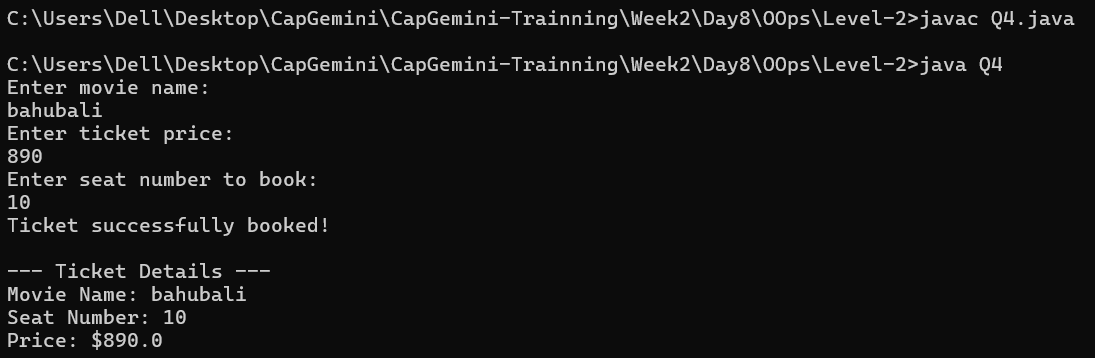 C:\Users\Dell\Desktop\CapGemini\CapGemini-Trainning\Week2\Day8\OOps\Level-2>javac Q4.java
C:\Users\Dell\Desktop\CapGemini\CapGemini-Trainning\Week2\Day8\OOps\Level-2>java Q4
Enter movie name:
bahubali
Enter ticket price:
890
Enter seat number to book:
10
Ticket successfully booked!
--- Ticket Details ---
Movie Name: bahubali
Seat Number: 10
Price: $890.0